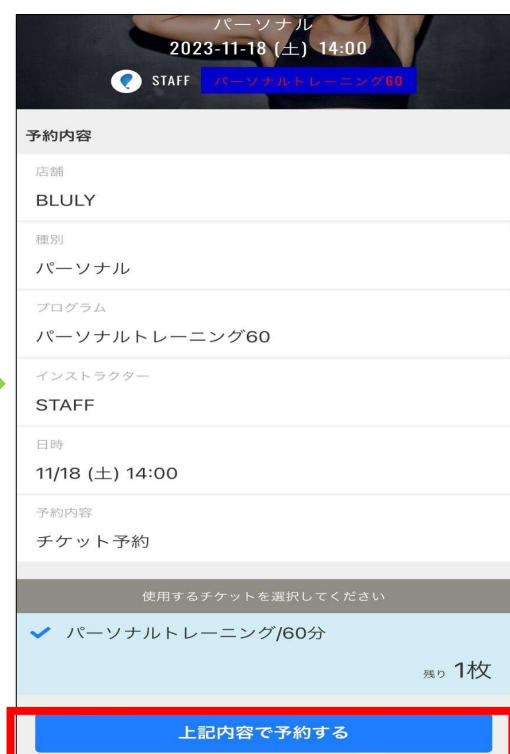 パーソナル
2023-11-18 (土) 14:00
STAFF パーソナルトレーニング60
予約内容
店舗
BLULY
種別
パーソナル
プログラム
パーソナルトレーニング60
インストラクター
STAFF
日時
11/18 (土) 14:00
予約内容
チケット予約
使用するチケットを選択してください
パーソナルトレーニング/60分
残り 1枚
上記内容で予約する